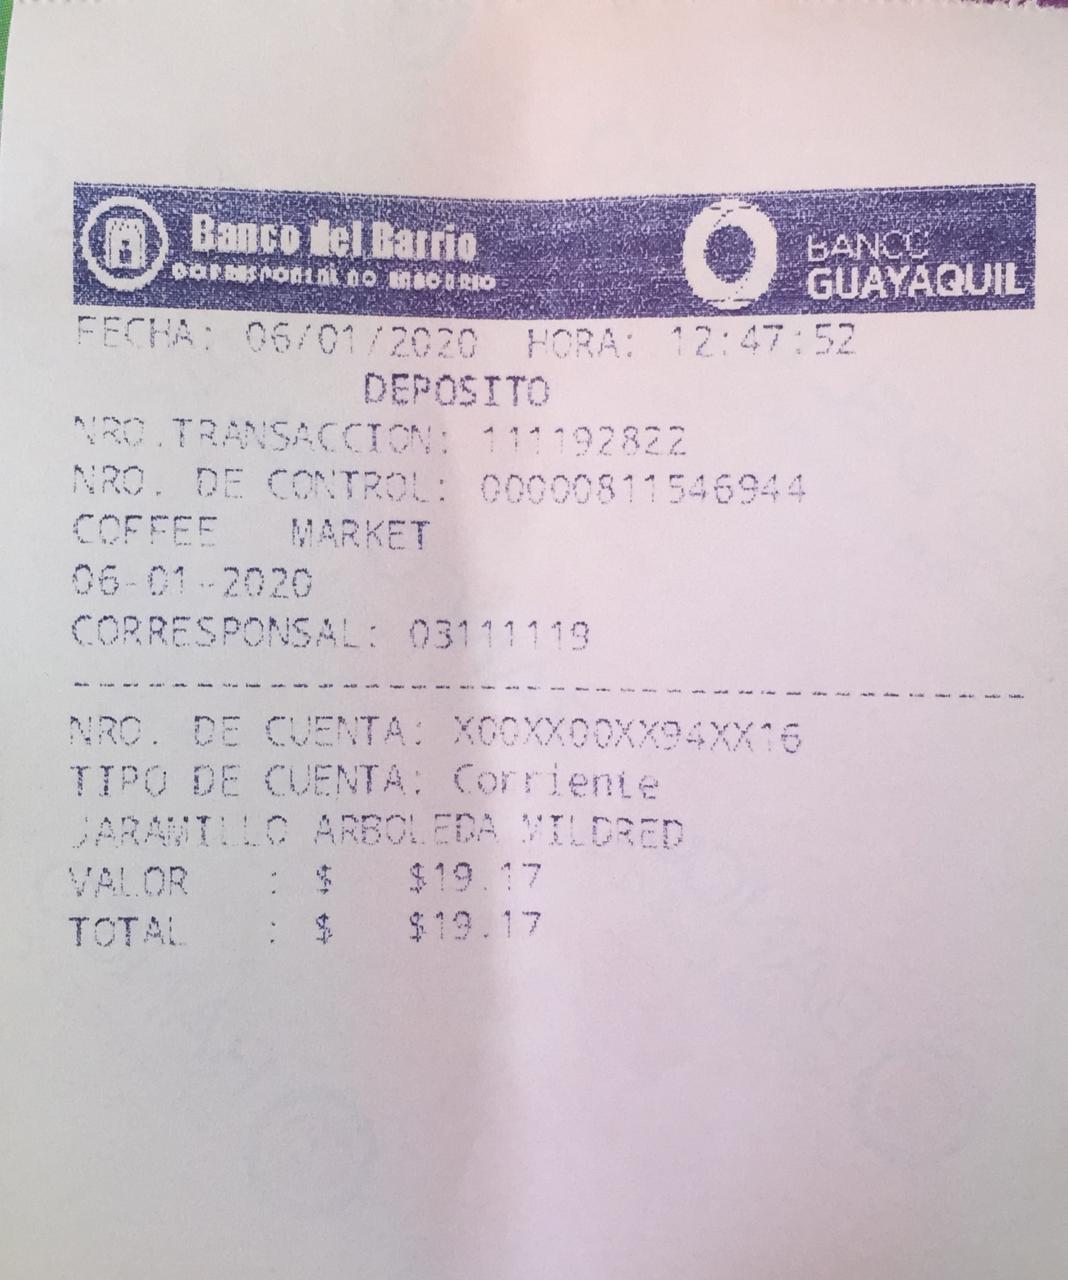 Banco del Barrio
CORRESPONSAL NO BANCARIO
BANCO
GUAYAQUIL
FECHA: 06/01/2020 HORA: 12:47:52
DEPOSITO
NRO.TRANSACCION: 111192822
NRO. DE CONTROL: 00000811546944
COFFEE MARKET
06-01-2020
CORRESPONSAL: 03111119
NRO. DE CUENTA: X00XX00XX94XX16
TIPO DE CUENTA: Corriente
JARAMILLO ARBOLEDA MILDRED
VALOR : $ $19.17
TOTAL : $ $19.17